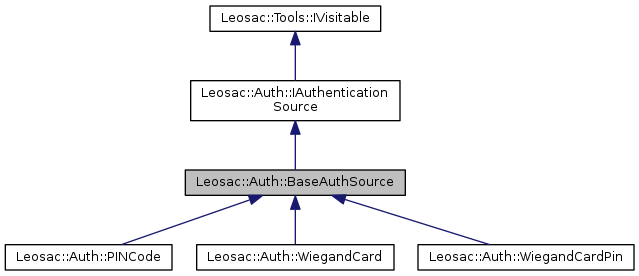 Leosac::Tools::IVisitable
Leosac::Auth::IAuthentication
Source
Leosac::Auth::BaseAuthSource
Leosac::Auth::PINCode
Leosac::Auth::WiegandCard
Leosac::Auth::WiegandCardPin